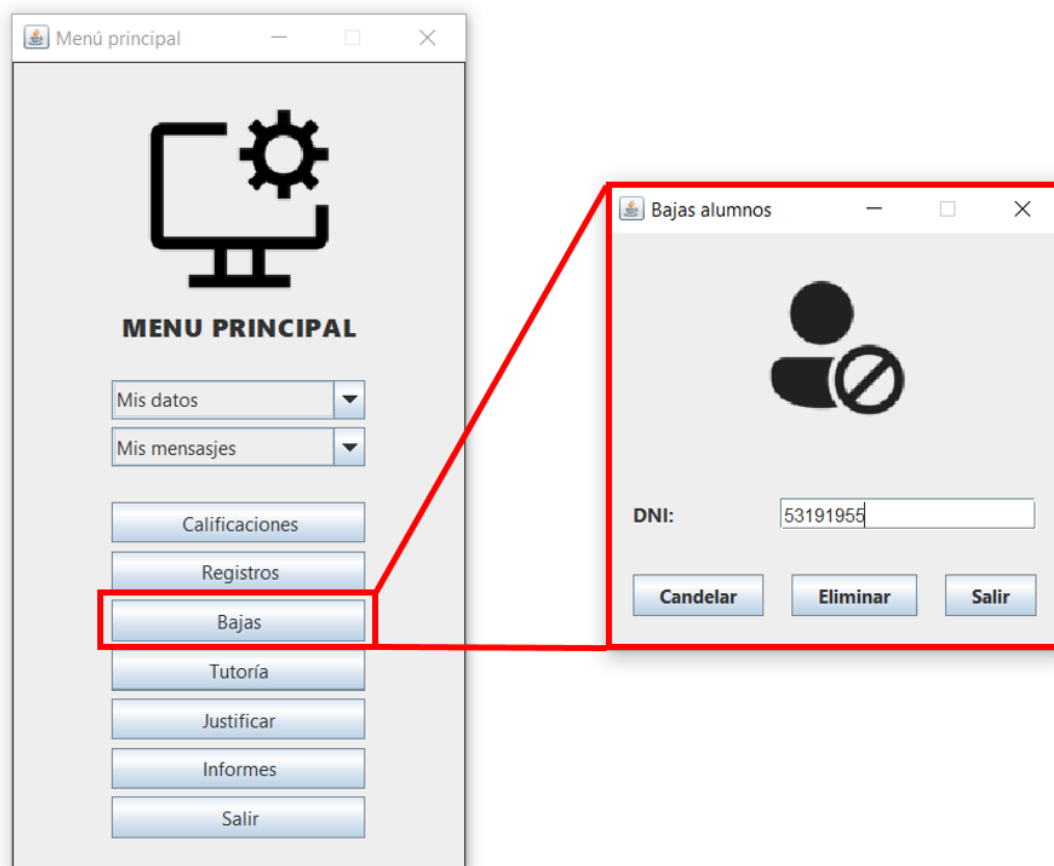 Menú principal
MENU PRINCIPAL
Mis datos
Mis mensasjes
Calificaciones
Registros
Bajas
Tutoría
Justificar
Informes
Salir
Bajas alumnos
DNI: 53191955
Candelar Eliminar Salir